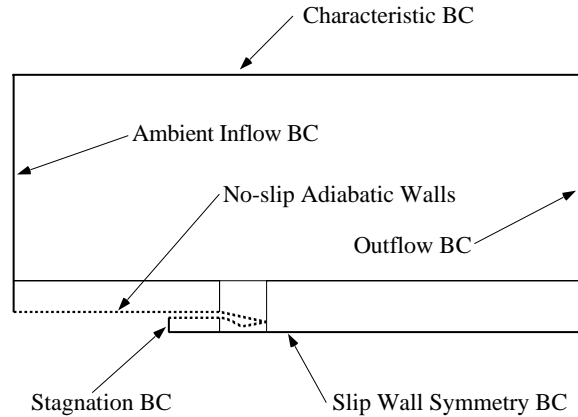 Characteristic BC
Ambient Inflow BC
No-slip Adiabatic Walls
Outflow BC
Stagnation BC
Slip Wall Symmetry BC